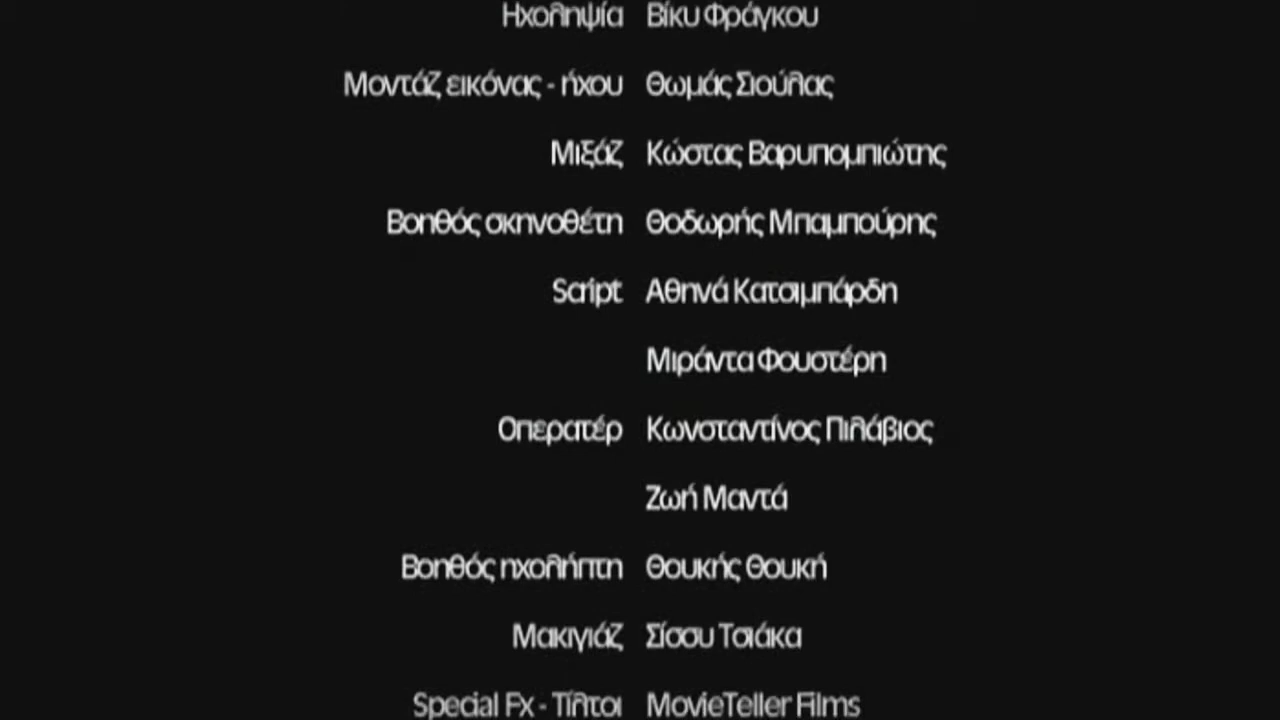 Ηχοληψία Βίκυ Φράγκου
Μοντάζ εικόνας - ήχου Θωμάς Σιούλας
Μιξάζ Κώστας Βαρυπομπιώτης
Βοηθός σκηνοθέτη Θοδωρής Μπαμπούρης
Script Αθηνά Κατσιμπάρδη
Μιράντα Φουστέρη
Οπερατέρ Κωνσταντίνος Πιλάβιος
Ζωή Μαντά
Βοηθός ηχολήπτη Θουκής Θουκή
Μακιγιάζ Σίσσυ Τσιάκα
Special Fx - Τίλτοι MovieTeller Films